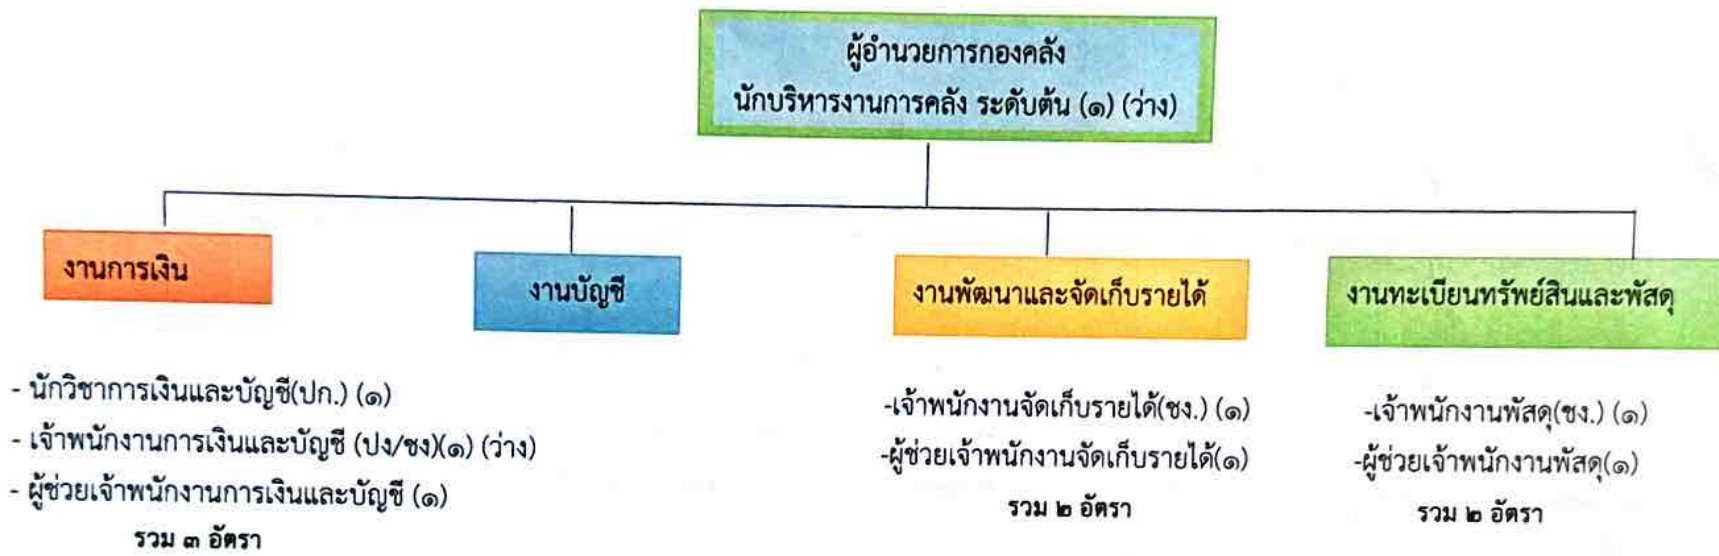 ผู้อำนวยการกองคลัง
นักบริหารงานการคลัง ระดับต้น (๑) (ว่าง)
งานการเงิน
งานบัญชี
งานพัฒนาและจัดเก็บรายได้
งานทะเบียนทรัพย์สินและพัสดุ
- นักวิชาการเงินและบัญชี(ปก.) (๑)
- เจ้าพนักงานการเงินและบัญชี (ปง/ชง)(๑) (ว่าง)
- ผู้ช่วยเจ้าพนักงานการเงินและบัญชี (๑)
รวม ๓ อัตรา
-เจ้าพนักงานจัดเก็บรายได้(ชง.) (๑)
-ผู้ช่วยเจ้าพนักงานจัดเก็บรายได้(๑)
รวม ๒ อัตรา
-เจ้าพนักงานพัสดุ(ชง.) (๑)
-ผู้ช่วยเจ้าพนักงานพัสดุ(๑)
รวม ๒ อัตรา